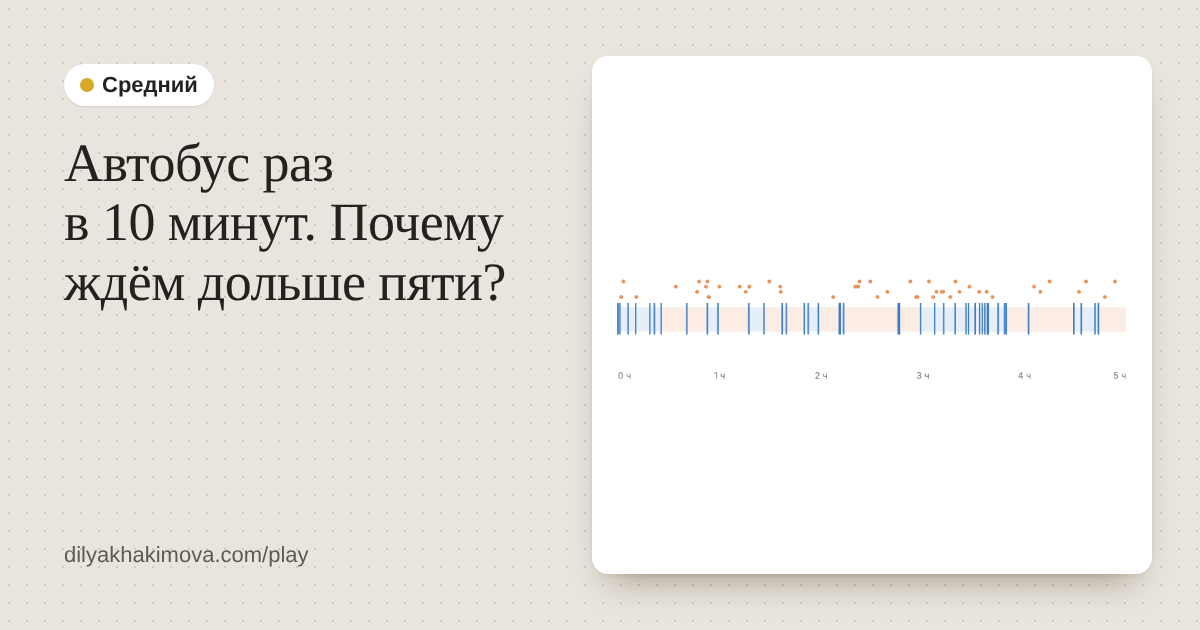 Средний
Автобус раз
в 10 минут. Почему
ждём дольше пяти?
0 ч 1 ч 2 ч 3 ч 4 ч 5 ч
dilyakhakimova.com/play